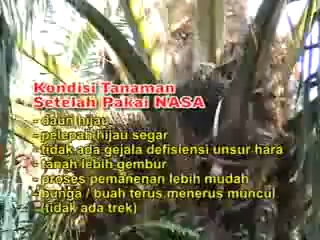 Kondisi Tanaman
Setelah Pakai NASA
- daun hijau
- pelepah hijau segar
- tidak ada gejala defisiensi unsur hara
- tanah lebih gembur
- proses pemanenan lebih mudah
- bunga / buah terus menerus muncul
- (tidak ada trek)